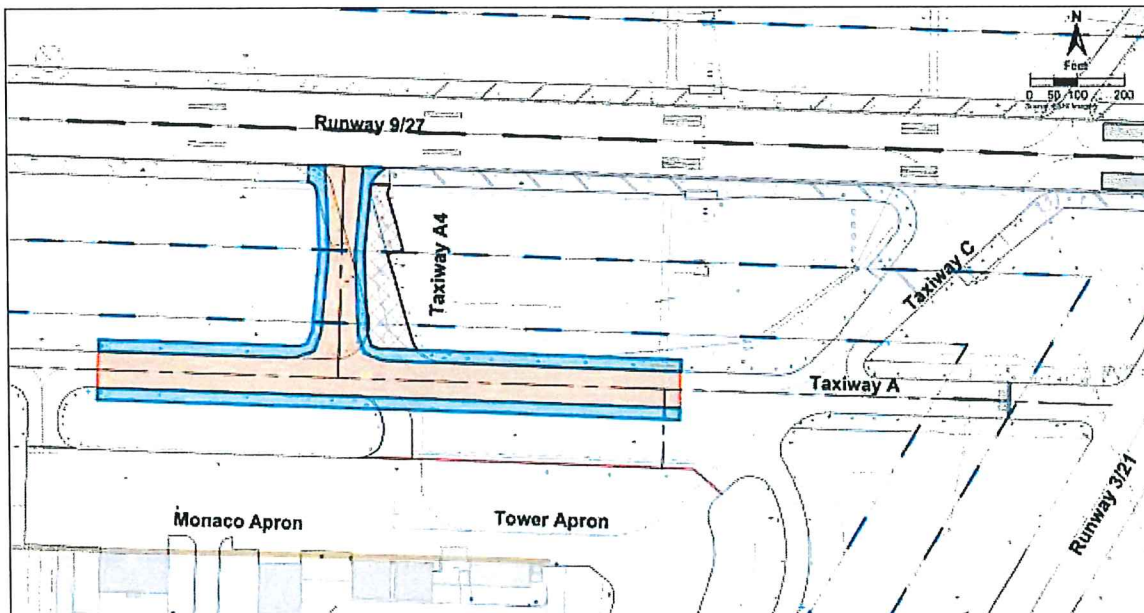 N
Feet
0 50 100 200
Runway 9/27
Taxiway A4
Taxiway C
Taxiway A
Runway 3/21
Monaco Apron
Tower Apron